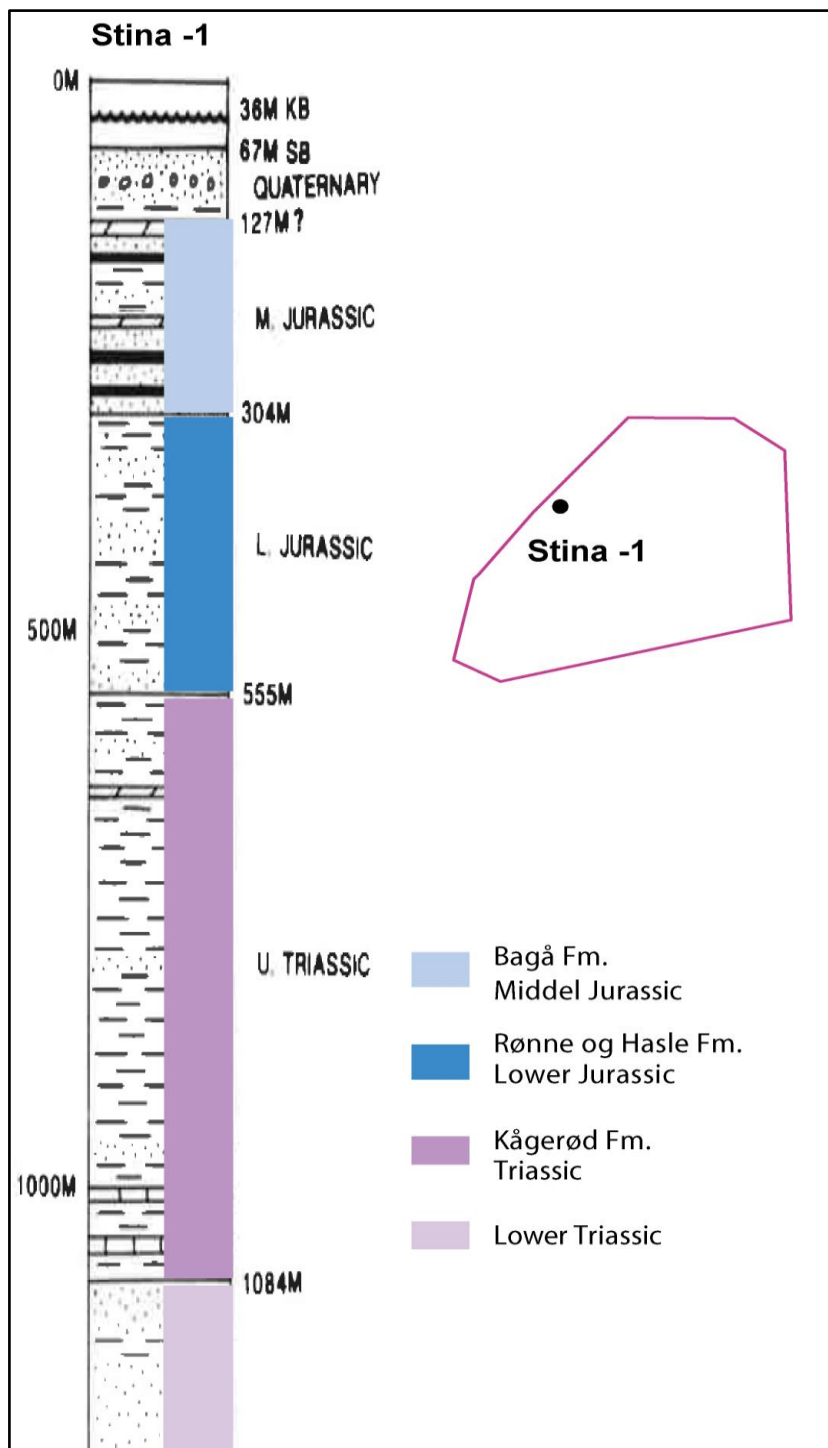 Stina -1
0M
36M KB
67M SB
QUATERNARY
127M ?
M. JURASSIC
304M
L. JURASSIC
500M
555M
U. TRIASSIC
1000M
1084M
Stina -1
Bagå Fm.
Middel Jurassic
Rønne og Hasle Fm.
Lower Jurassic
Kågerød Fm.
Triassic
Lower Triassic